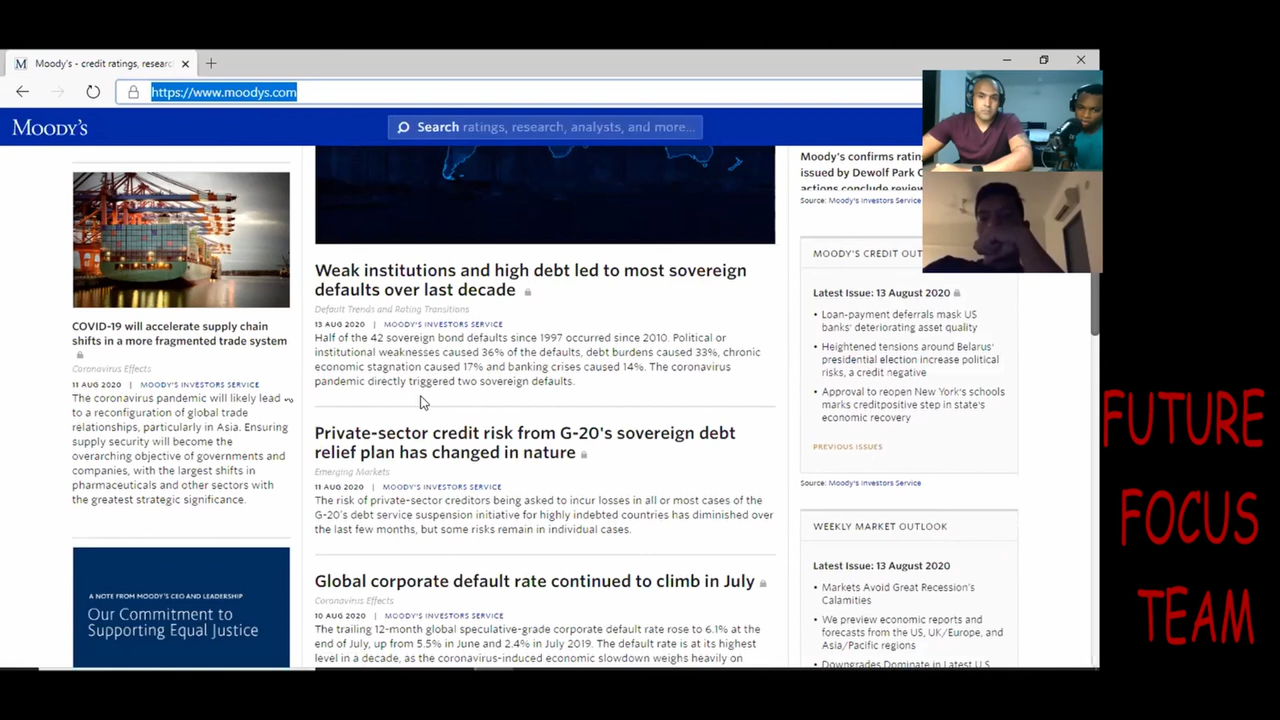 M Moody's - credit ratings, researc
https://www.moodys.com
MOODY'S
Search ratings, research, analysts, and more...
COVID-19 will accelerate supply chain
shifts in a more fragmented trade system
Coronavirus Effects
11 AUG 2020 | MOODY'S INVESTORS SERVICE
The coronavirus pandemic will likely lead
to a reconfiguration of global trade
relationships, particularly in Asia. Ensuring
supply security will become the
overarching objective of governments and
companies, with the largest shifts in
pharmaceuticals and other sectors with
the greatest strategic significance.
A NOTE FROM MOODY'S CEO AND LEADERSHIP
Our Commitment to
Supporting Equal Justice
Weak institutions and high debt led to most sovereign
defaults over last decade
Default Trends and Rating Transitions
13 AUG 2020 | MOODY'S INVESTORS SERVICE
Half of the 42 sovereign bond defaults since 1997 occurred since 2010. Political or
institutional weaknesses caused 36% of the defaults, debt burdens caused 33%, chronic
economic stagnation caused 17% and banking crises caused 14%. The coronavirus
pandemic directly triggered two sovereign defaults.
Private-sector credit risk from G-20's sovereign debt
relief plan has changed in nature
Emerging Markets
11 AUG 2020 | MOODY'S INVESTORS SERVICE
The risk of private-sector creditors being asked to incur losses in all or most cases of the
G-20's debt service suspension initiative for highly indebted countries has diminished over
the last few months, but some risks remain in individual cases.
Global corporate default rate continued to climb in July
Coronavirus Effects
10 AUG 2020 | MOODY'S INVESTORS SERVICE
The trailing 12-month global speculative-grade corporate default rate rose to 6.1% at the
end of July, up from 5.5% in June and 2.4% in July 2019. The default rate is at its highest
level in a decade, as the coronavirus-induced economic slowdown weighs heavily on
Moody's confirms rating
issued by Dewolf Park C
actions conclude review
Source: Moody's Investors Service
MOODY'S CREDIT OUT
Latest Issue: 13 August 2020
Loan-payment deferrals mask US
banks' deteriorating asset quality
Heightened tensions around Belarus'
presidential election increase political
risks, a credit negative
Approval to reopen New York's schools
marks creditpositive step in state's
economic recovery
PREVIOUS ISSUES
Source: Moody's Investors Service
WEEKLY MARKET OUTLOOK
Latest Issue: 13 August 2020
Markets Avoid Great Recession's
Calamities
We preview economic reports and
forecasts from the US, UK/Europe, and
Asia/Pacific regions
Downgrades Dominate in Latest U.S.
FUTURE
FOCUS
TEAM